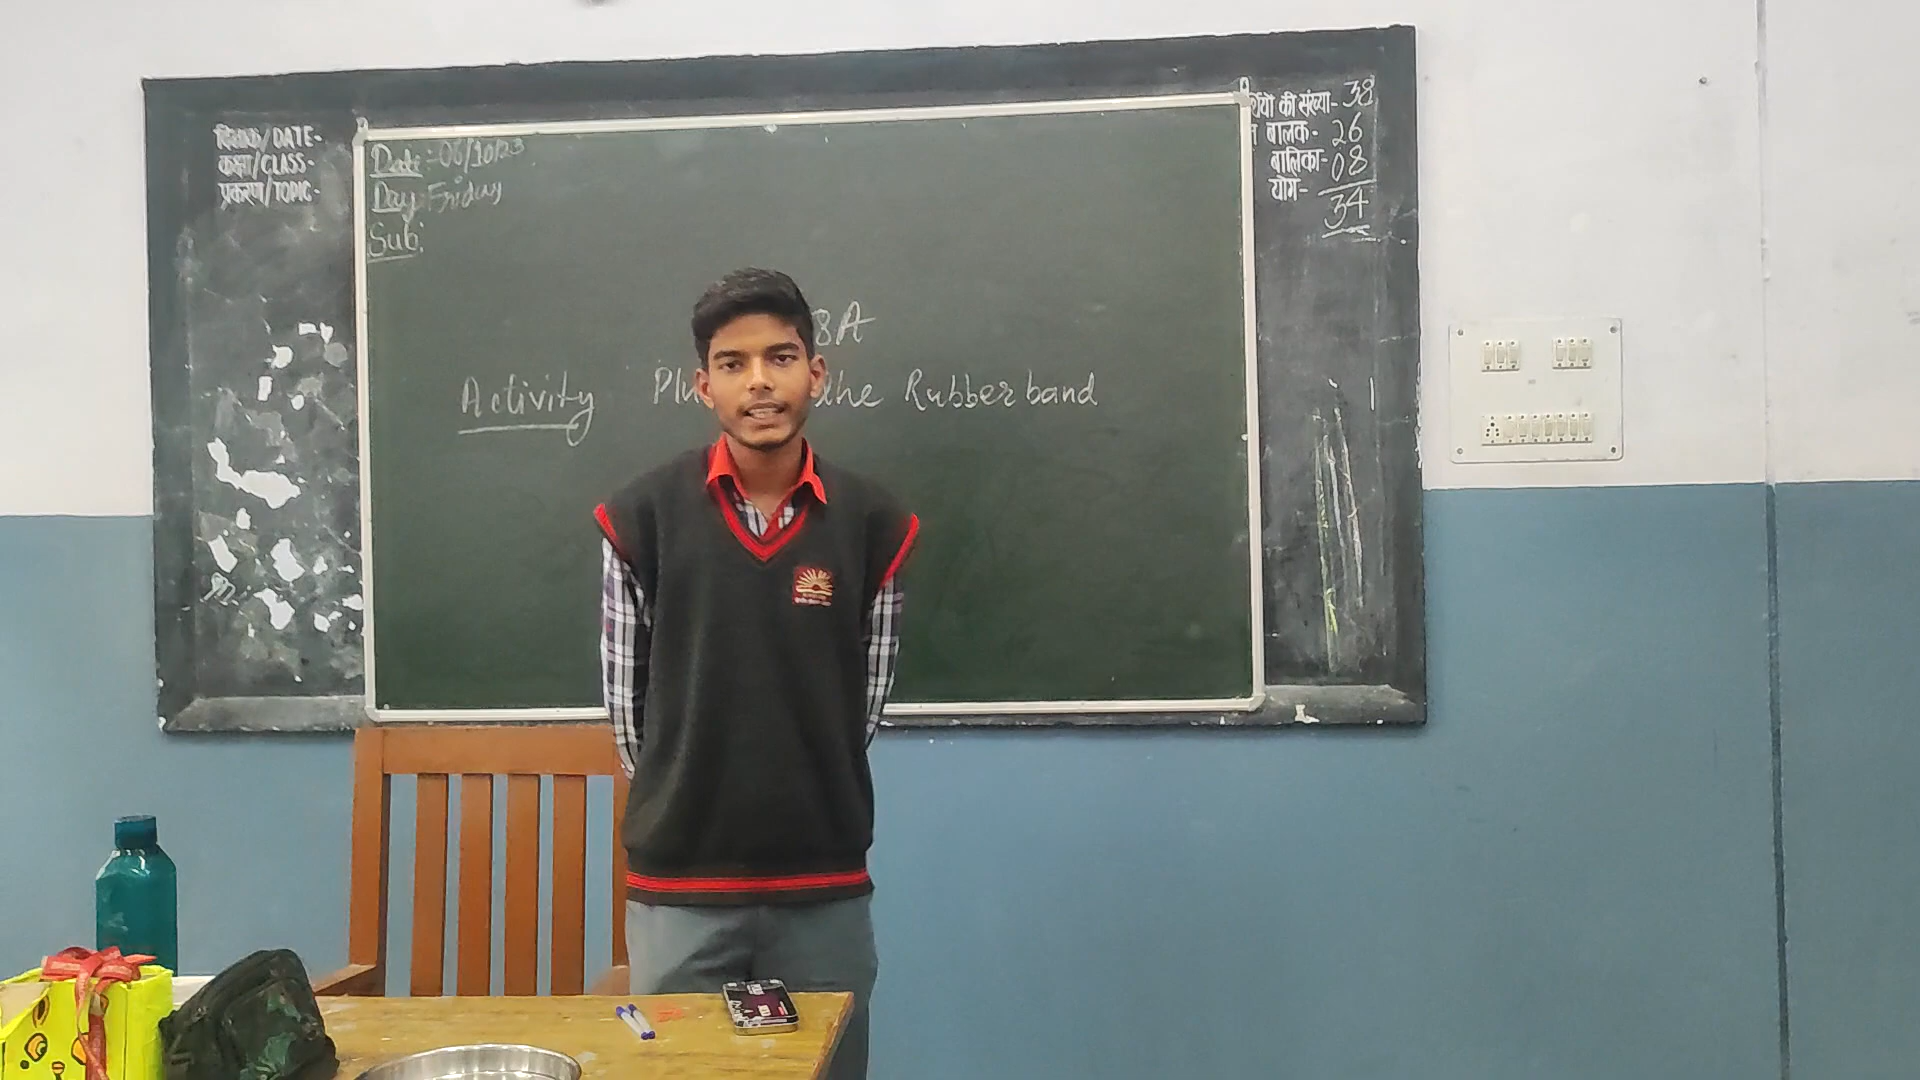 दिनांक/DATE-
कक्षा/CLASS-
प्रकरण/TOPIC-
Date:-06/10/23
Day:Friday
Sub:
की संख्या- 38
बालक- 26
बालिका- 08
योग- 34
8A
Activity the Rubberband